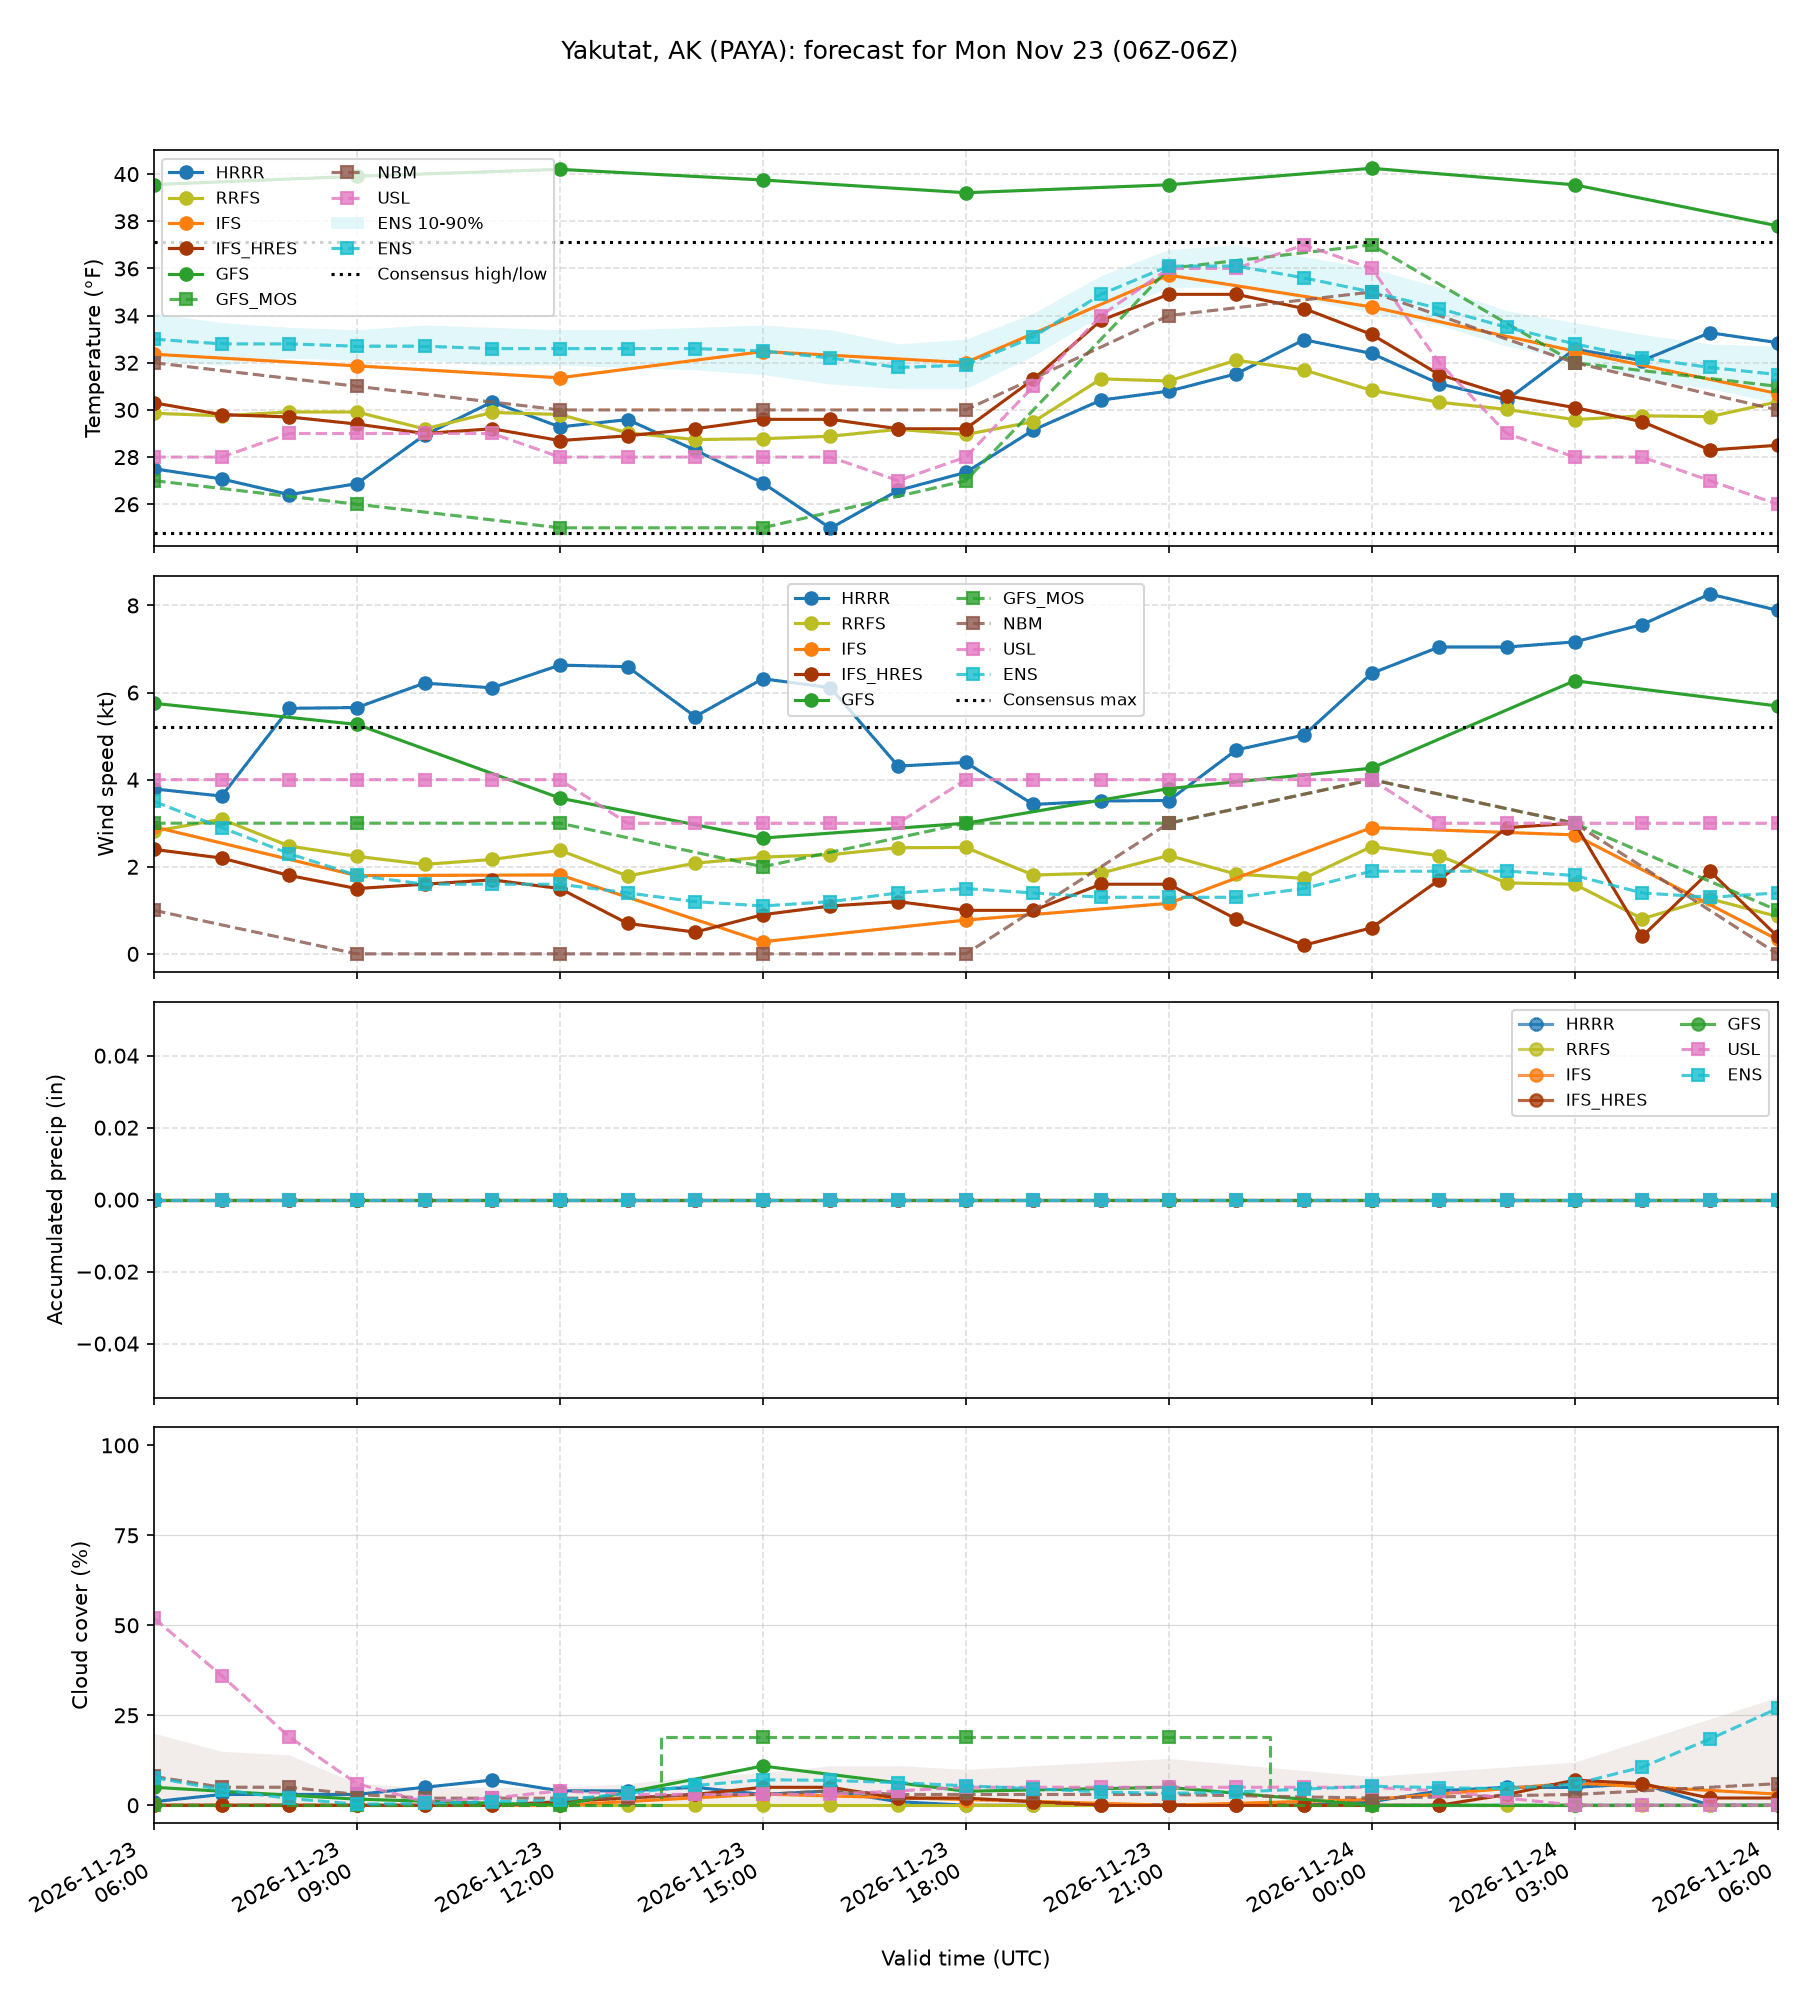 Yakutat, AK (PAYA): forecast for Mon Nov 23 (06Z-06Z)
Temperature (°F)
40
38
36
34
32
30
28
26
HRRR
RRFS
IFS
IFS_HRES
GFS
GFS_MOS
NBM
USL
ENS 10-90%
ENS
Consensus high/low
Wind speed (kt)
8
6
4
2
0
HRRR
RRFS
IFS
IFS_HRES
GFS
GFS_MOS
NBM
USL
ENS
Consensus max
Accumulated precip (in)
0.04
0.02
0.00
−0.02
−0.04
HRRR
RRFS
IFS
IFS_HRES
GFS
USL
ENS
Cloud cover (%)
100
75
50
25
0
2026-11-23
06:00
2026-11-23
09:00
2026-11-23
12:00
2026-11-23
15:00
2026-11-23
18:00
2026-11-23
21:00
2026-11-24
00:00
2026-11-24
03:00
2026-11-24
06:00
Valid time (UTC)